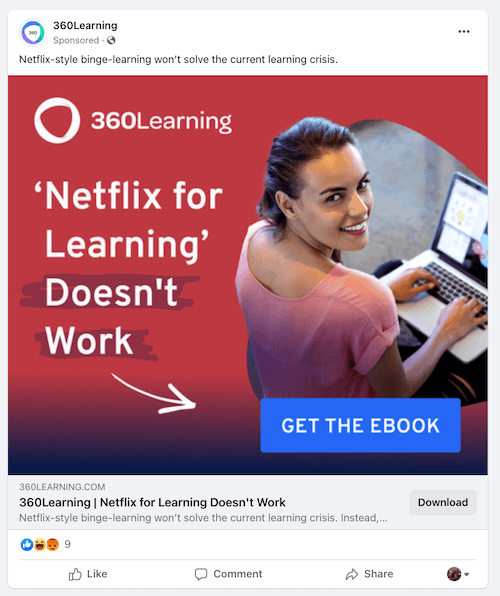 360Learning
Sponsored ·
Netflix-style binge-learning won't solve the current learning crisis.
360Learning
‘Netflix for
Learning’
Doesn't
Work
GET THE EBOOK
360LEARNING.COM
360Learning | Netflix for Learning Doesn't Work
Netflix-style binge-learning won't solve the current learning crisis. Instead,...
Download
9
Like
Comment
Share